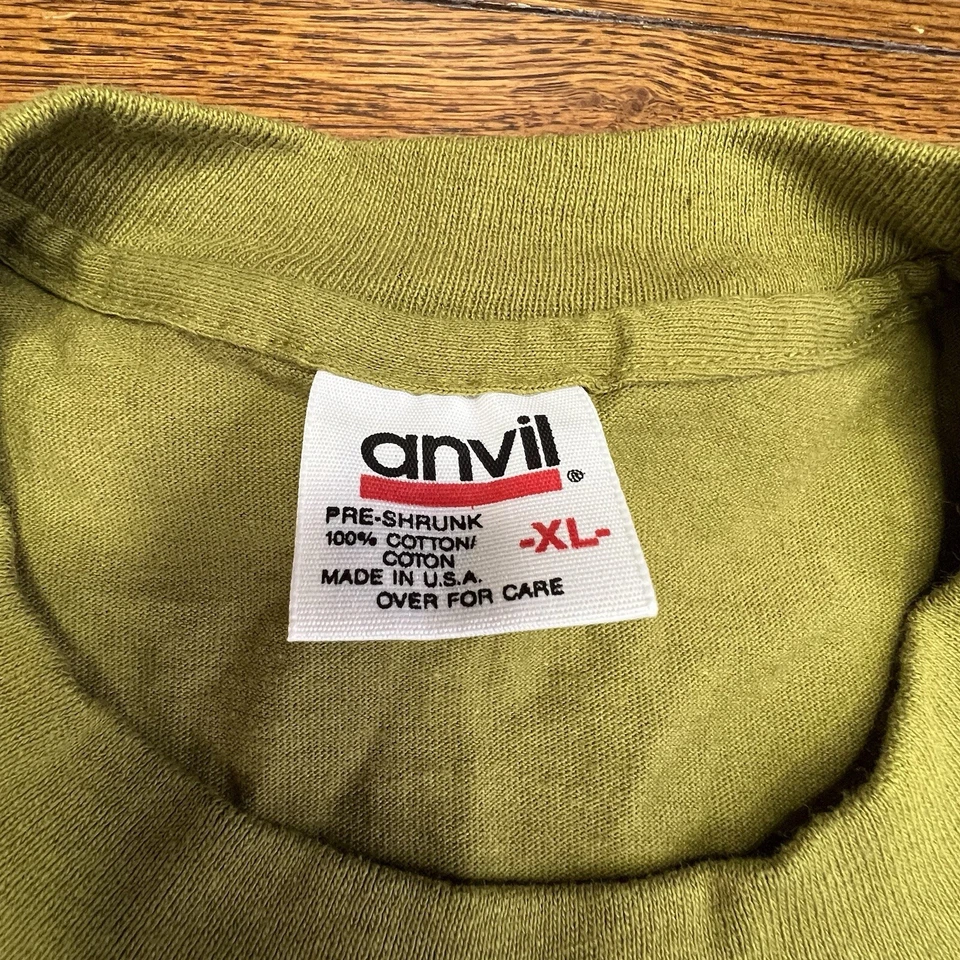 anvil®
PRE-SHRUNK
100% COTTON/
COTON
-XL-
MADE IN U.S.A.
OVER FOR CARE